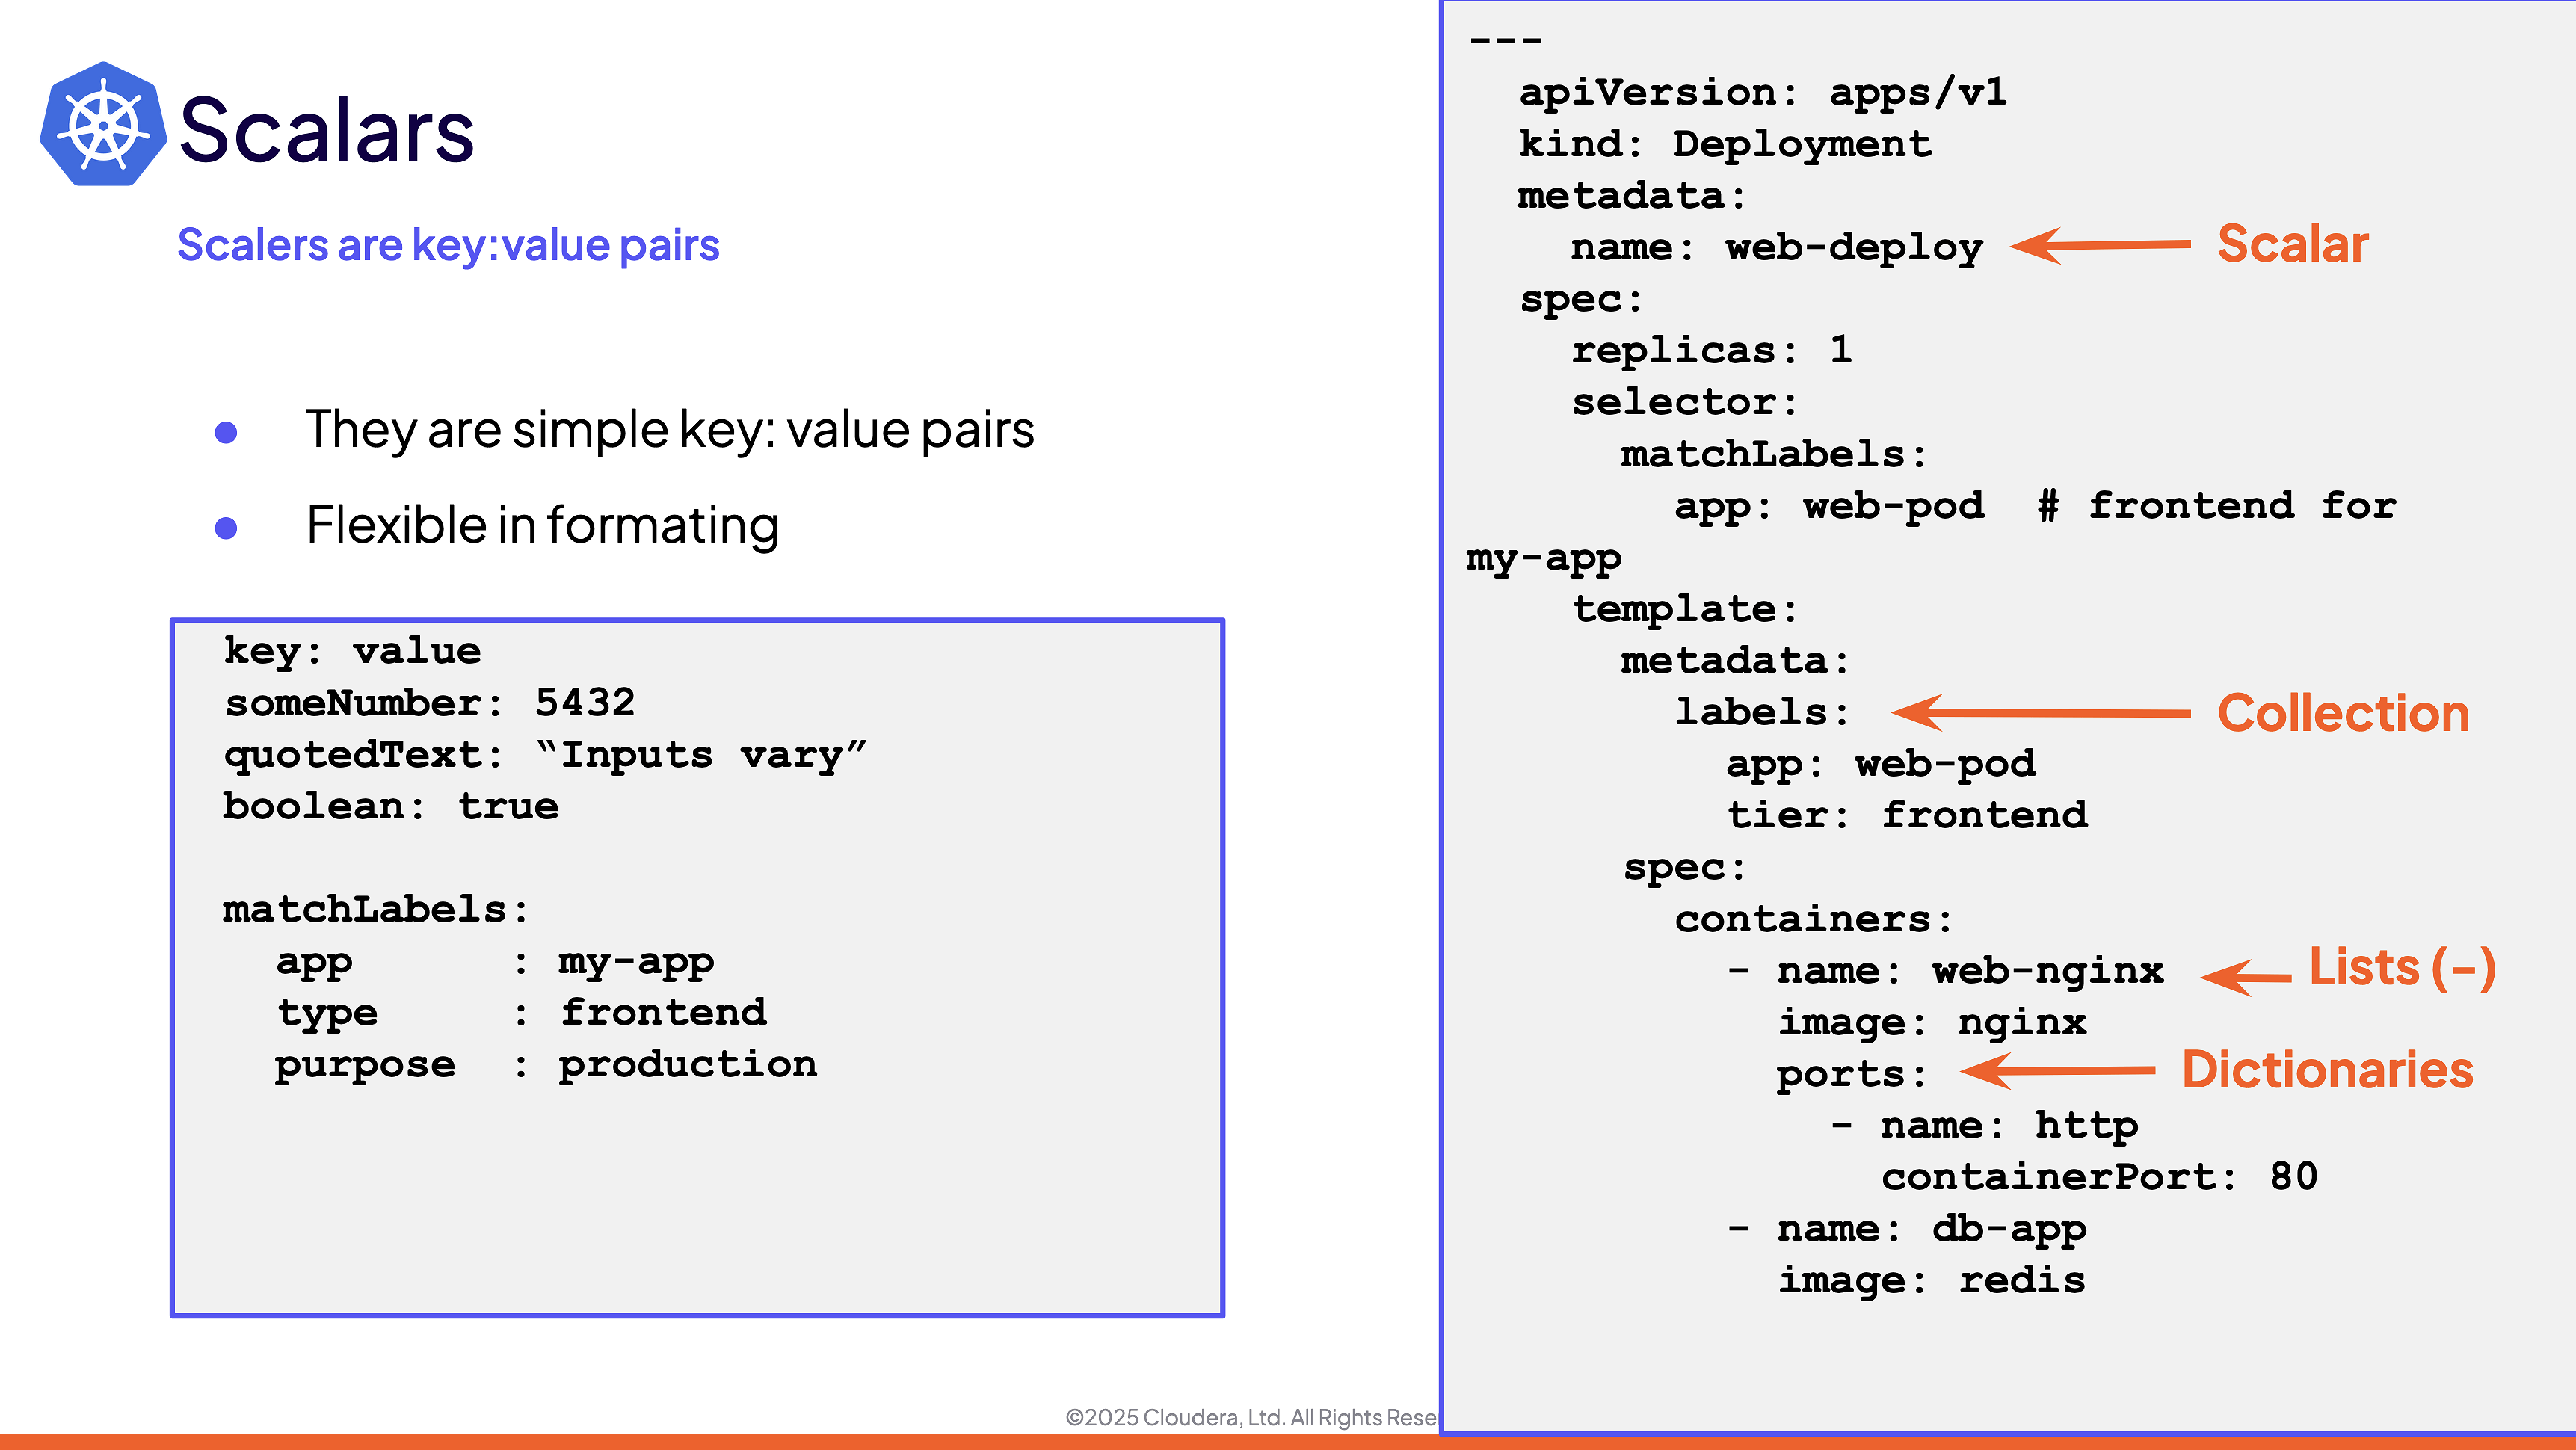 Scalars
Scalers are key:value pairs
● They are simple key: value pairs
● Flexible in formating
key: value
someNumber: 5432
quotedText: “Inputs vary”
boolean: true
matchLabels:
  app      : my-app
  type     : frontend
  purpose  : production
---
  apiVersion: apps/v1
  kind: Deployment
  metadata:
    name: web-deploy
Scalar
  spec:
    replicas: 1
    selector:
      matchLabels:
        app: web-pod  # frontend for
my-app
    template:
      metadata:
        labels:
Collection
          app: web-pod
          tier: frontend
      spec:
        containers:
          - name: web-nginx
Lists (-)
            image: nginx
            ports:
Dictionaries
              - name: http
                containerPort: 80
          - name: db-app
            image: redis
©2025 Cloudera, Ltd. All Rights Reser